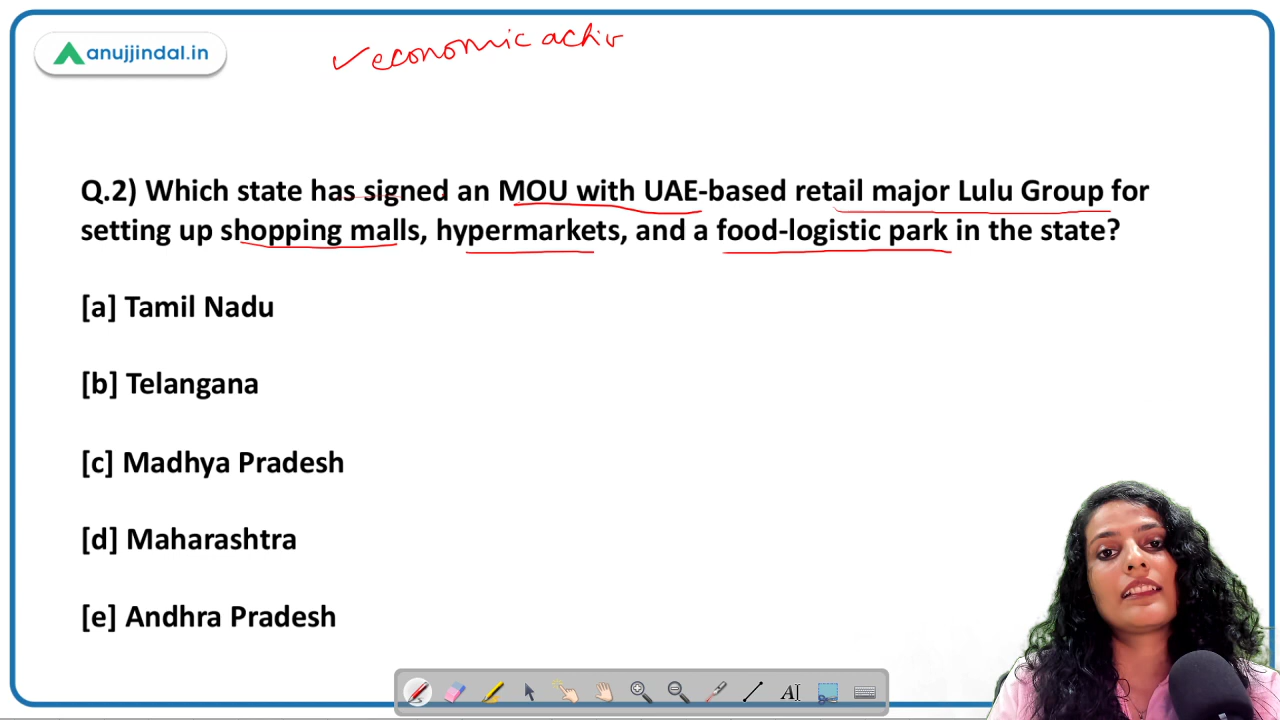 anujjindal.in
economic activ
Q.2) Which state has signed an MOU with UAE-based retail major Lulu Group for
setting up shopping malls, hypermarkets, and a food-logistic park in the state?
[a] Tamil Nadu
[b] Telangana
[c] Madhya Pradesh
[d] Maharashtra
[e] Andhra Pradesh
AI